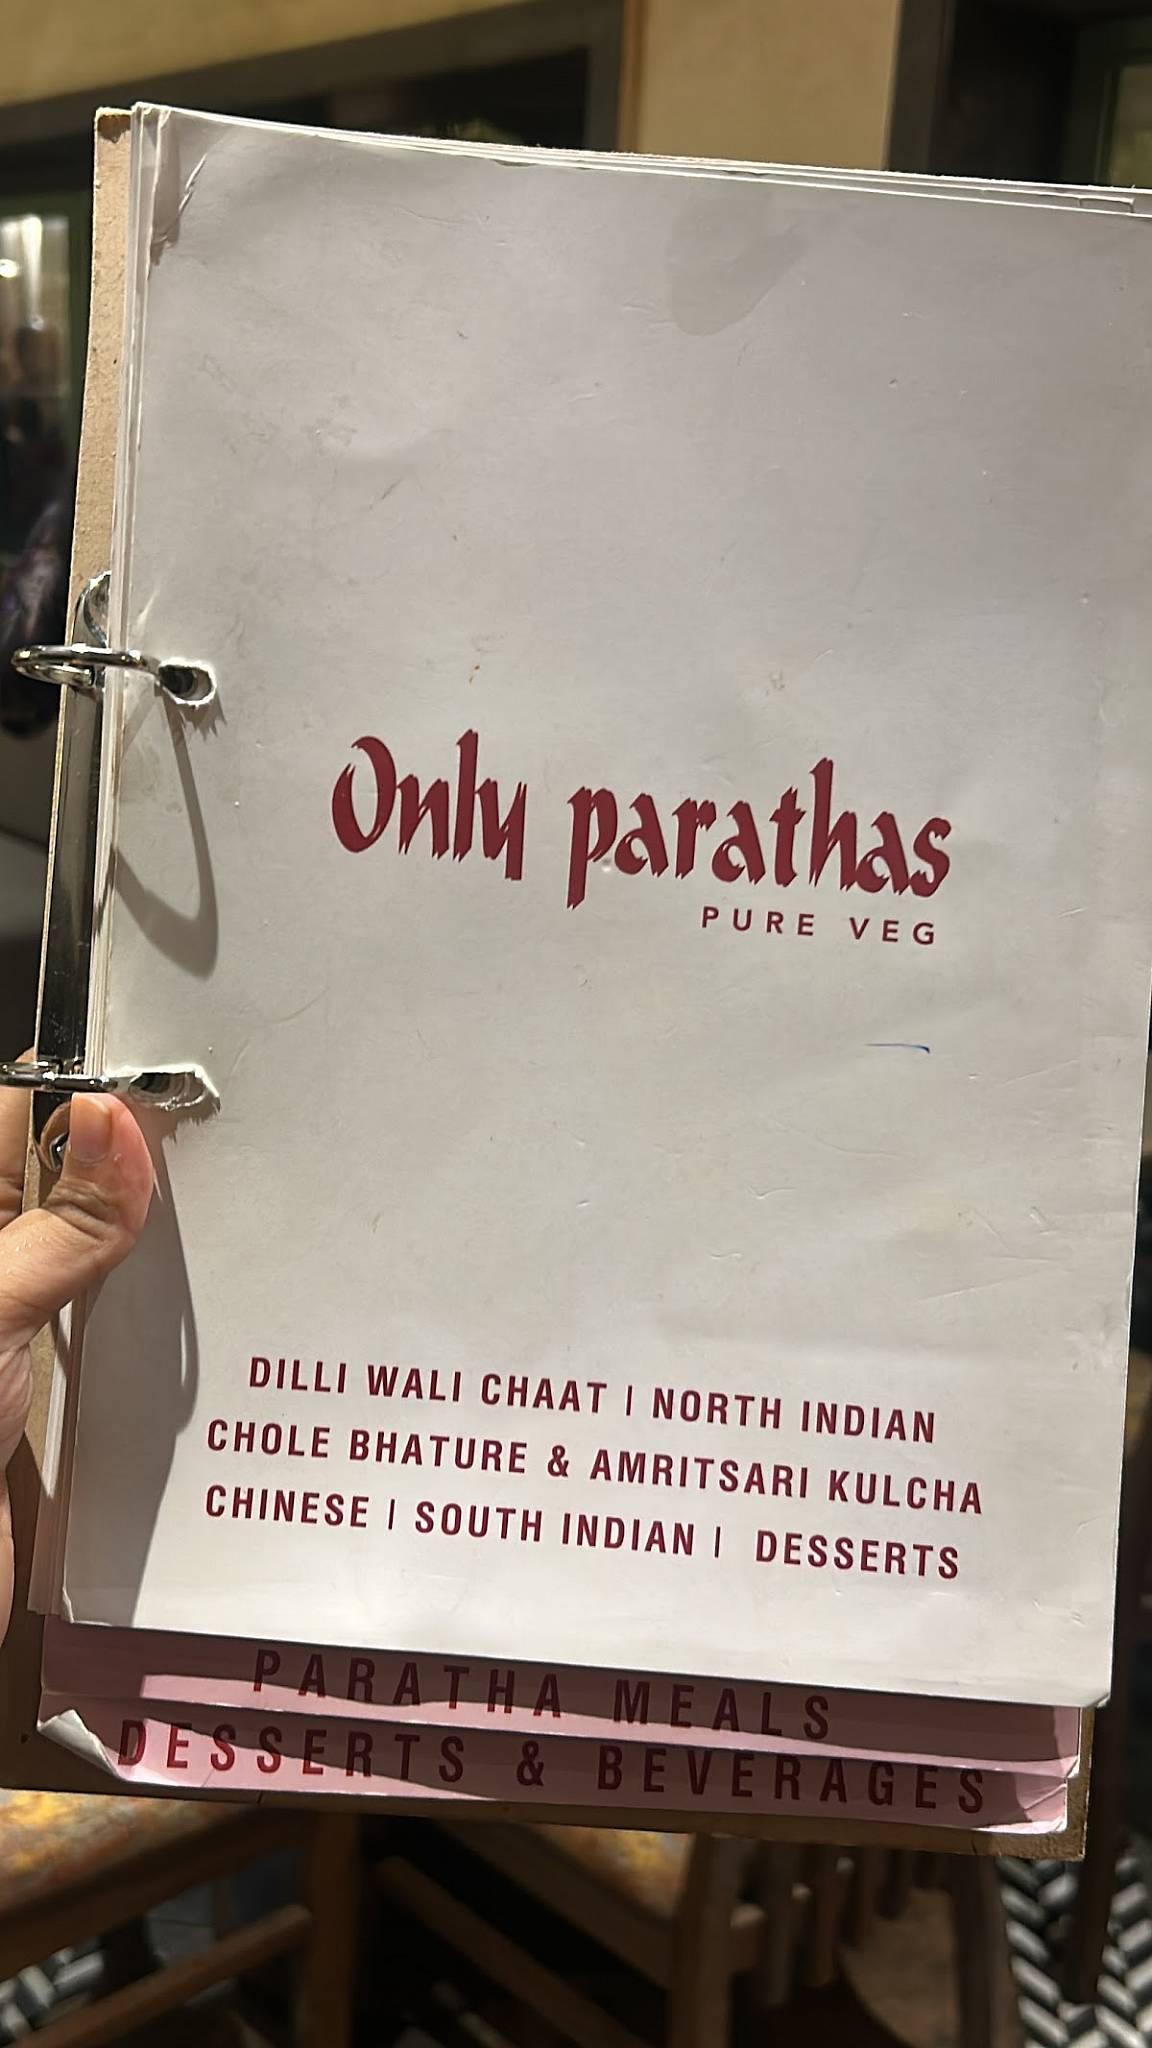 Only parathas
PURE VEG
DILLI WALI CHAAT | NORTH INDIAN
CHOLE BHATURE & AMRITSARI KULCHA
CHINESE | SOUTH INDIAN | DESSERTS
PARATHA MEALS
DESSERTS & BEVERAGES